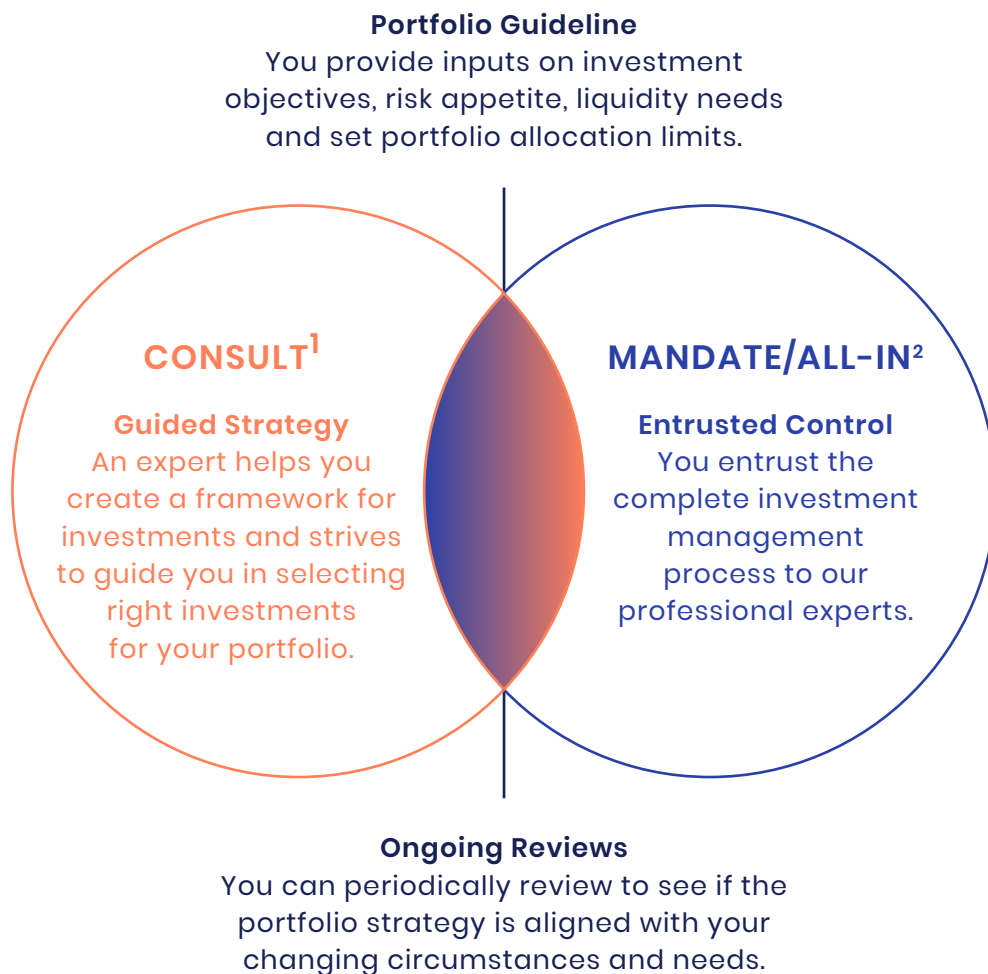 Portfolio Guideline
You provide inputs on investment
objectives, risk appetite, liquidity needs
and set portfolio allocation limits.
CONSULT¹
Guided Strategy
An expert helps you
create a framework for
investments and strives
to guide you in selecting
right investments
for your portfolio.
MANDATE/ALL-IN²
Entrusted Control
You entrust the
complete investment
management
process to our
professional experts.
Ongoing Reviews
You can periodically review to see if the
portfolio strategy is aligned with your
changing circumstances and needs.